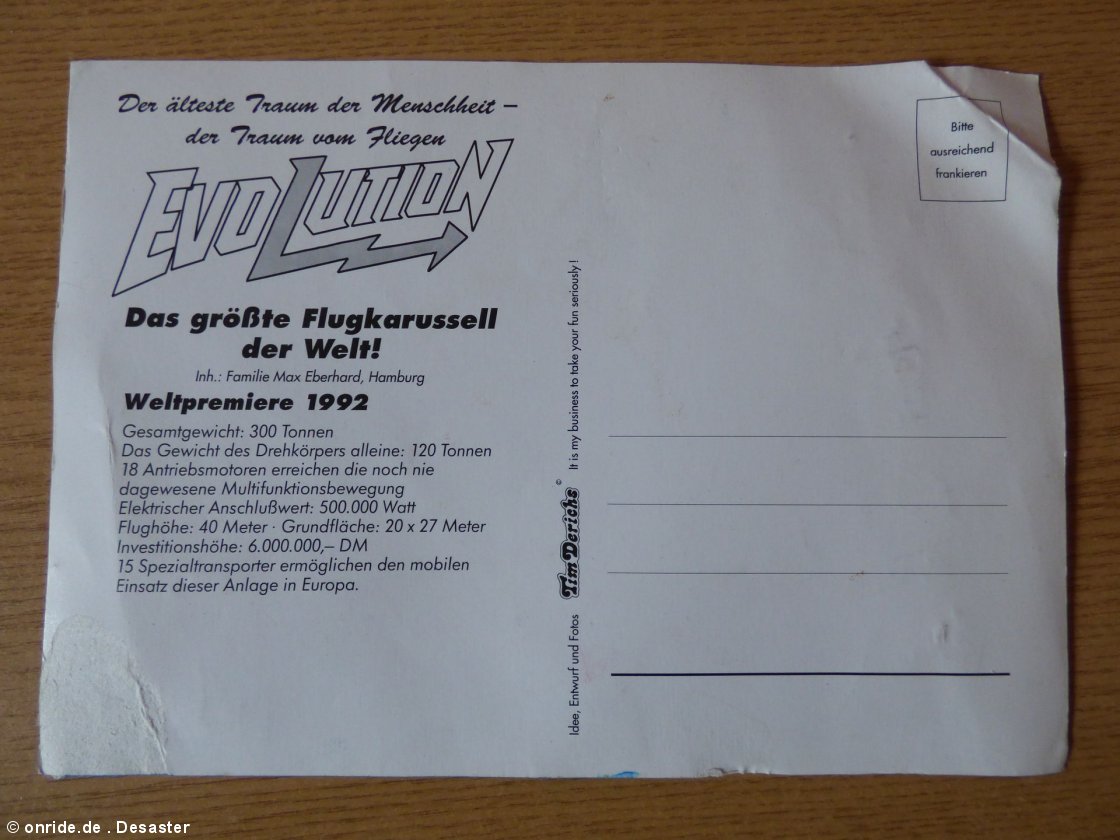 Der älteste Traum der Menschheit –
der Traum vom Fliegen
EVOLUTION
Das größte Flugkarussell
der Welt!
Inh.: Familie Max Eberhard, Hamburg
Weltpremiere 1992
Gesamtgewicht: 300 Tonnen
Das Gewicht des Drehkörpers alleine: 120 Tonnen
18 Antriebsmotoren erreichen die noch nie
dagewesene Multifunktionsbewegung
Elektrischer Anschlußwert: 500.000 Watt
Flughöhe: 40 Meter · Grundfläche: 20 x 27 Meter
Investitionshöhe: 6.000.000,– DM
15 Spezialtransporter ermöglichen den mobilen
Einsatz dieser Anlage in Europa.
Idee, Entwurf und Fotos Tim Derichs © It is my business to take your fun seriously!
Bitte
ausreichend
frankieren
© onride.de . Desaster